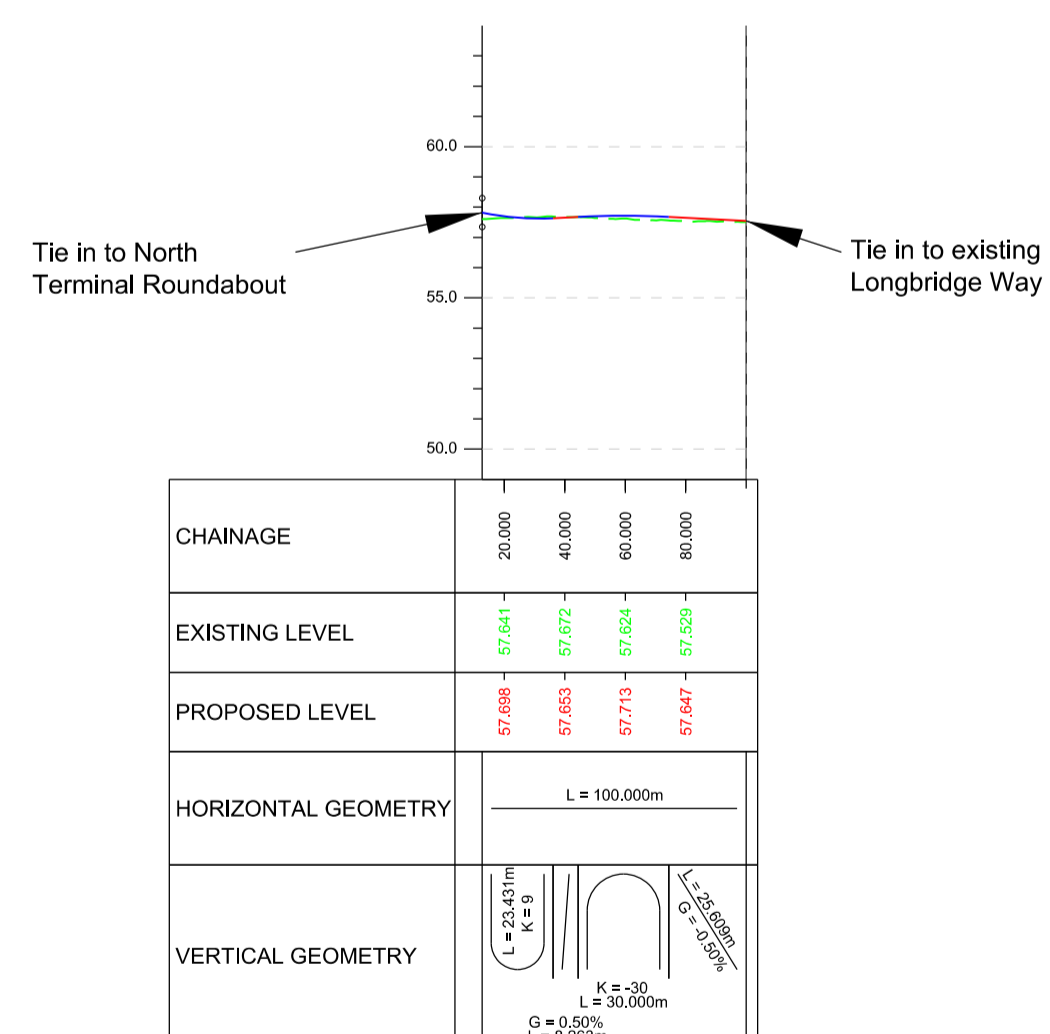 60.0
Tie in to North
Terminal Roundabout
Tie in to existing
Longbridge Way
55.0
50.0
CHAINAGE
20.000
40.000
60.000
80.000
EXISTING LEVEL
57.641
57.672
57.624
57.529
PROPOSED LEVEL
57.698
57.653
57.713
57.647
HORIZONTAL GEOMETRY
L = 100.000m
VERTICAL GEOMETRY
L = 23.431m
K = 9
L = 25.609m
G = -0.50%
K = -30
L = 30.000m
G = 0.50%